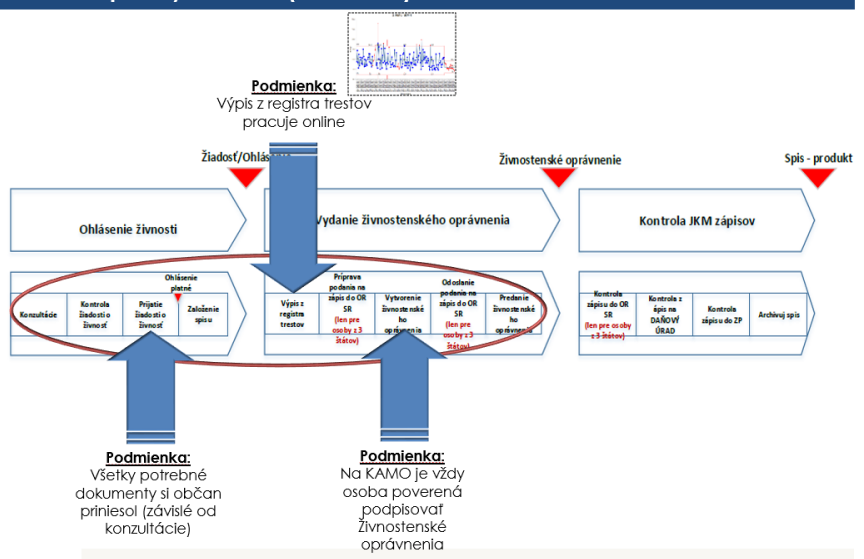 Podmienka:
Výpis z registra trestov
pracuje online
Žiadosť/Ohlás
Živnostenské oprávnenie
Spis - produkt
Ohlásenie živnosti
Vydanie živnostenského oprávnenia
Kontrola JKM zápisov
Konzultácie
Kontrola
žiadosti o
živnosť
Prijatie
žiadosti o
živnosť
Ohlásenie
platné
Založenie
spisu
Výpis z
registra
trestov
Príprava
podania na
zápis do OR
SR
(len pre
osoby z 3
štátov)
Vytvorenie
živnostenské
ho
oprávnenia
Odoslanie
podania na
zápis do OR
SR
(len pre
osoby z 3
štátov)
Predanie
živnostenské
ho
oprávnenia
Kontrola
zápisu do OR
SR
(len pre osoby
z 3 štátov)
Kontrola z
ápis na
DAŇOVÝ
ÚRAD
Kontrola
zápisu do ZP
Archivuj spis
Podmienka:
Všetky potrebné
dokumenty si občan
priniesol (závislé od
konzultácie)
Podmienka:
Na KAMO je vždy
osoba poverená
podpisovať
Živnostenské
oprávnenia